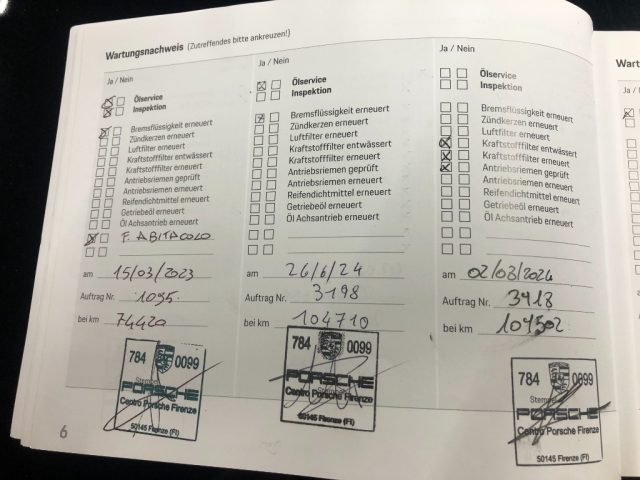 Wartungsnachweis (Zutreffendes bitte ankreuzen!)
Ja / Nein
Ölservice
Inspektion
Bremsflüssigkeit erneuert
Zündkerzen erneuert
Luftfilter erneuert
Kraftstofffilter entwässert
Kraftstofffilter erneuert
Antriebsriemen geprüft
Antriebsriemen erneuert
Reifendichtmittel erneuert
Getriebeöl erneuert
Öl Achsantrieb erneuert
F. ABITACOLO
am 15/03/2023
Auftrag Nr. 1095.
bei km 74420
784 0099
PORSCHE
Centro Porsche Firenze
50145 Firenze (FI)
Ja / Nein
Ölservice
Inspektion
Bremsflüssigkeit erneuert
Zündkerzen erneuert
Luftfilter erneuert
Kraftstofffilter entwässert
Kraftstofffilter erneuert
Antriebsriemen geprüft
Antriebsriemen erneuert
Reifendichtmittel erneuert
Getriebeöl erneuert
Öl Achsantrieb erneuert
am 26/6/24
Auftrag Nr. 3198
bei km 104710
784 0099
PORSCHE
Centro Porsche Firenze
50145 Firenze (FI)
Ja / Nein
Ölservice
Inspektion
Bremsflüssigkeit erneuert
Zündkerzen erneuert
Luftfilter erneuert
Kraftstofffilter entwässert
Kraftstofffilter erneuert
Antriebsriemen geprüft
Antriebsriemen erneuert
Reifendichtmittel erneuert
Getriebeöl erneuert
Öl Achsantrieb erneuert
am 02/08/2024
Auftrag Nr. 3418
bei km
784 0099
Stempel
PORSCHE
Centro Porsche Firenze
50145 Firenze (FI)
6
Wart
Ja / N